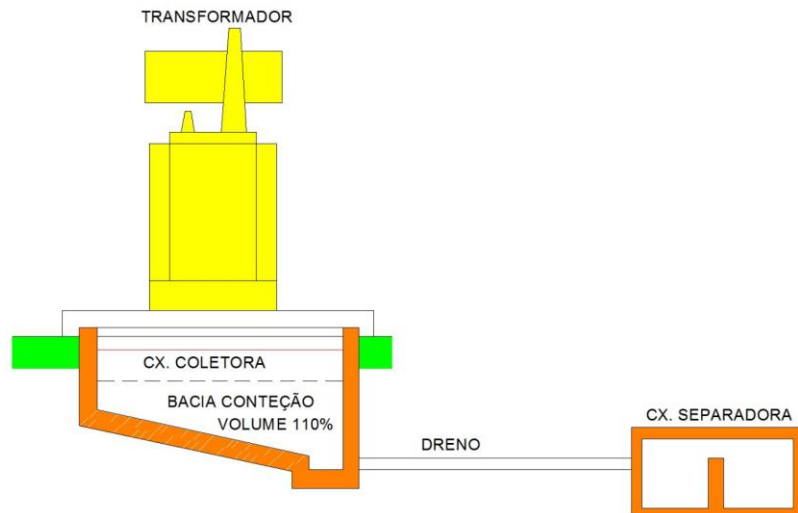 TRANSFORMADOR
CX. COLETORA
BACIA CONTEÇÃO
VOLUME 110%
DRENO
CX. SEPARADORA